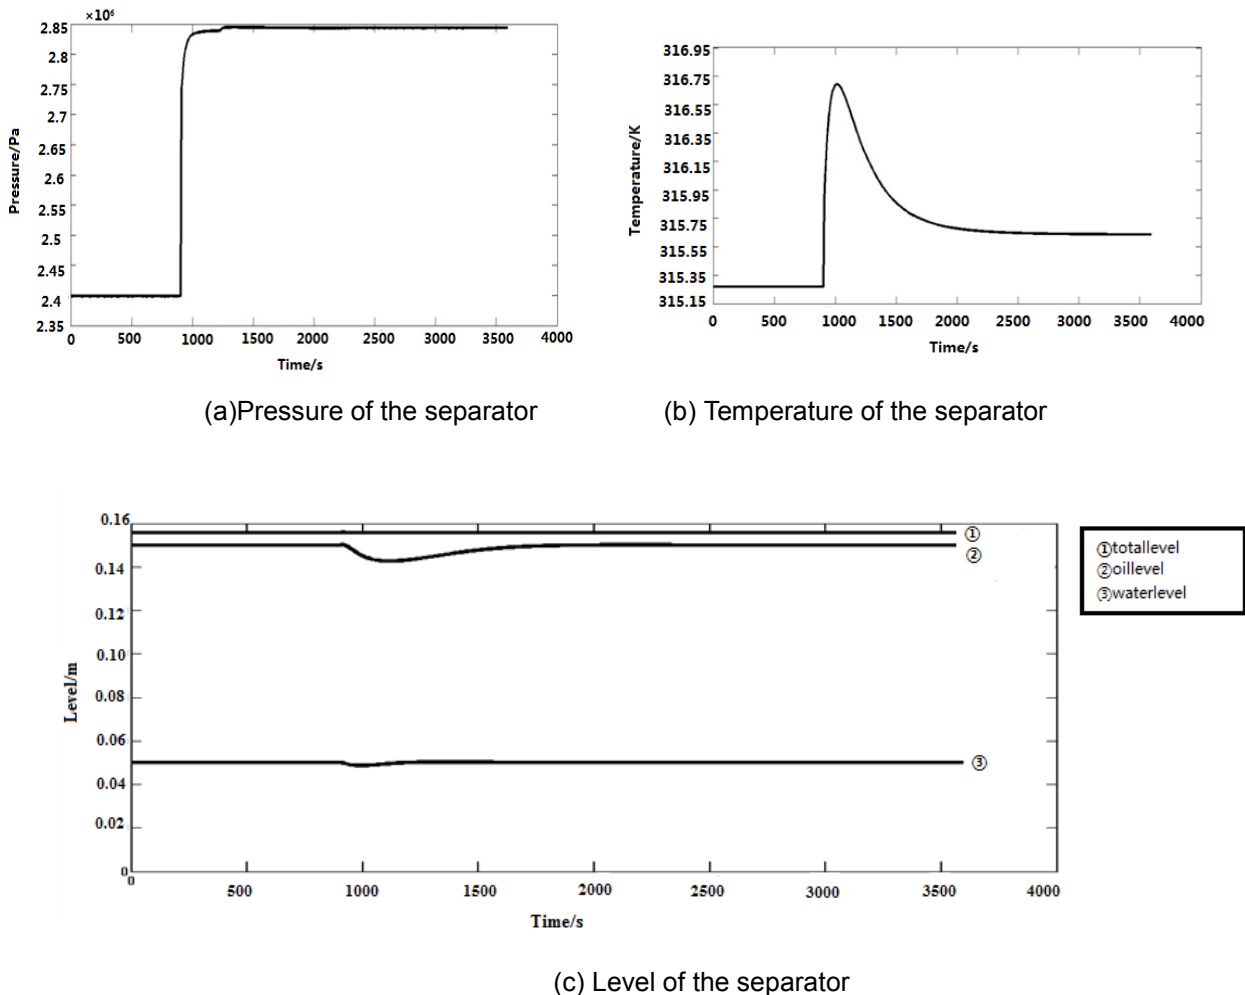 ×10⁶
2.85
2.8
2.75
2.7
2.65
2.6
2.55
2.5
2.45
2.4
2.35
0 500 1000 1500 2000 2500 3000 3500 4000
Pressure/Pa
Time/s
(a)Pressure of the separator
316.95
316.75
316.55
316.35
316.15
315.95
315.75
315.55
315.35
315.15
0 500 1000 1500 2000 2500 3000 3500 4000
Temperature/K
Time/s
(b) Temperature of the separator
0.16
0.14
0.12
0.10
0.08
0.06
0.04
0.02
0
0 500 1000 1500 2000 2500 3000 3500 4000
Level/m
Time/s
①
②
③
①totallevel
②oillevel
③waterlevel
(c) Level of the separator